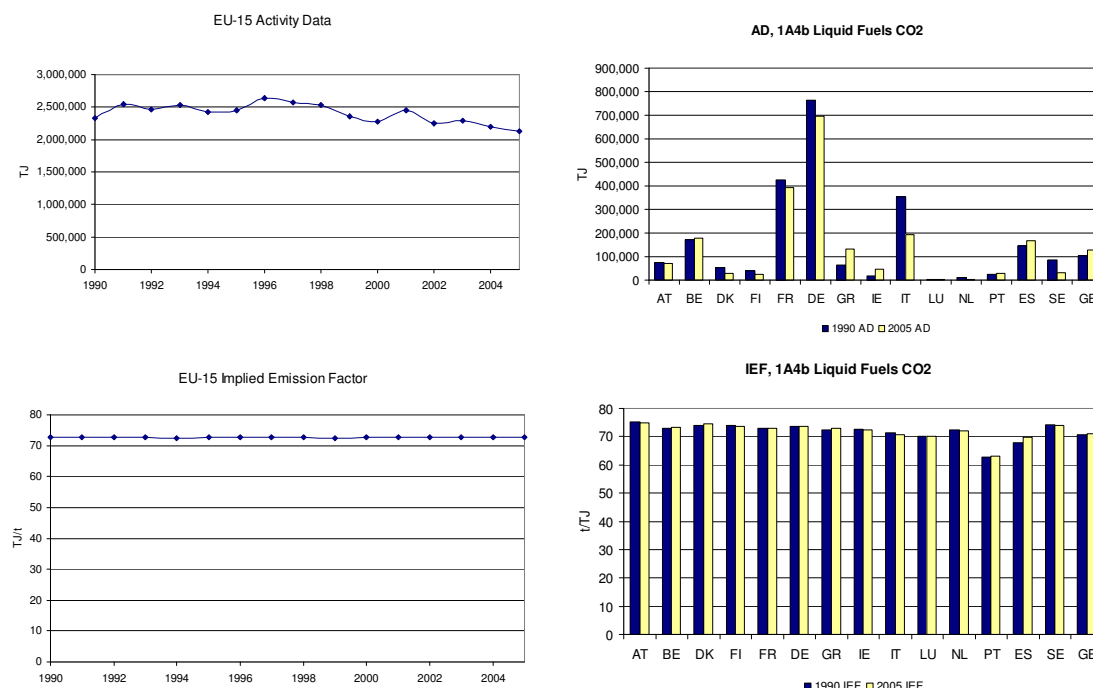 EU-15 Activity Data
3,000,000
2,500,000
2,000,000
1,500,000
1,000,000
500,000
0
TJ
1990 1992 1994 1996 1998 2000 2002 2004
AD, 1A4b Liquid Fuels CO2
900,000
800,000
700,000
600,000
500,000
400,000
300,000
200,000
100,000
0
TJ
AT BE DK FI FR DE GR IE IT LU NL PT ES SE GB
1990 AD 2005 AD
EU-15 Implied Emission Factor
80
70
60
50
40
30
20
10
0
TJ/t
1990 1992 1994 1996 1998 2000 2002 2004
IEF, 1A4b Liquid Fuels CO2
80
70
60
50
40
30
20
10
0
t/TJ
AT BE DK FI FR DE GR IE IT LU NL PT ES SE GB
1990 IEF 2005 IEF